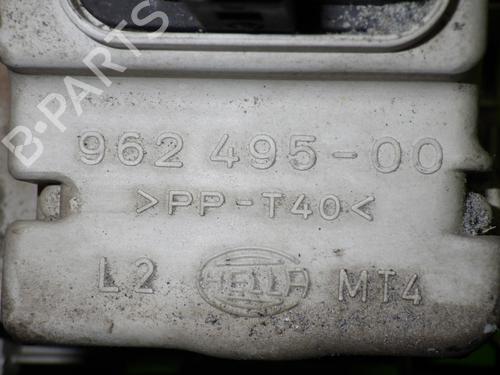 B-PARTS
962 495-00
>PP-T40<
L2 HELLA MT4